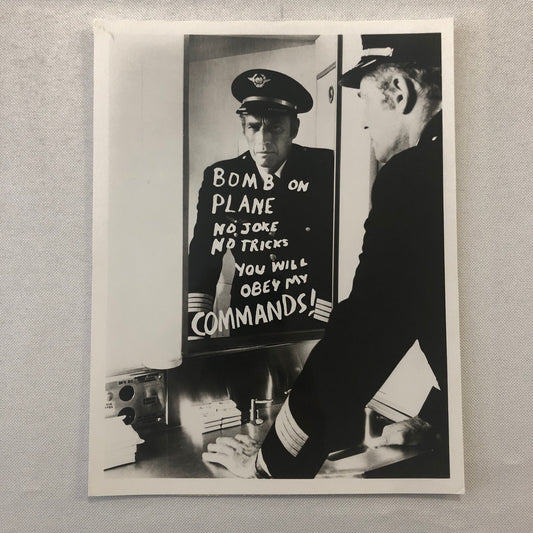 BOMB ON
PLANE
NO JOKE
NO TRICKS
YOU WILL
OBEY MY
COMMANDS!